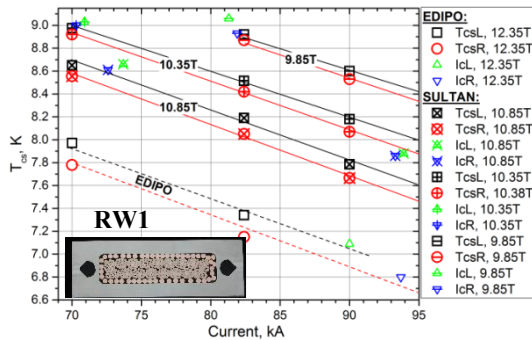 EDIPO:
TcsL, 12.35T
TcsR, 12.35T
IcL, 12.35T
IcR, 12.35T
SULTAN:
TcsL, 10.85T
TcsR, 10.85T
IcL, 10.85T
IcR, 10.85T
TcsL, 10.35T
TcsR, 10.38T
IcL, 10.35T
IcR, 10.35T
TcsL, 9.85T
TcsR, 9.85T
IcL, 9.85T
IcR, 9.85T
9.0
8.8
8.6
8.4
8.2
8.0
7.8
7.6
7.4
7.2
7.0
6.8
6.6
Tcs, K
9.85T
10.35T
10.85T
EDIPO
RW1
70
75
80
85
90
95
Current, kA